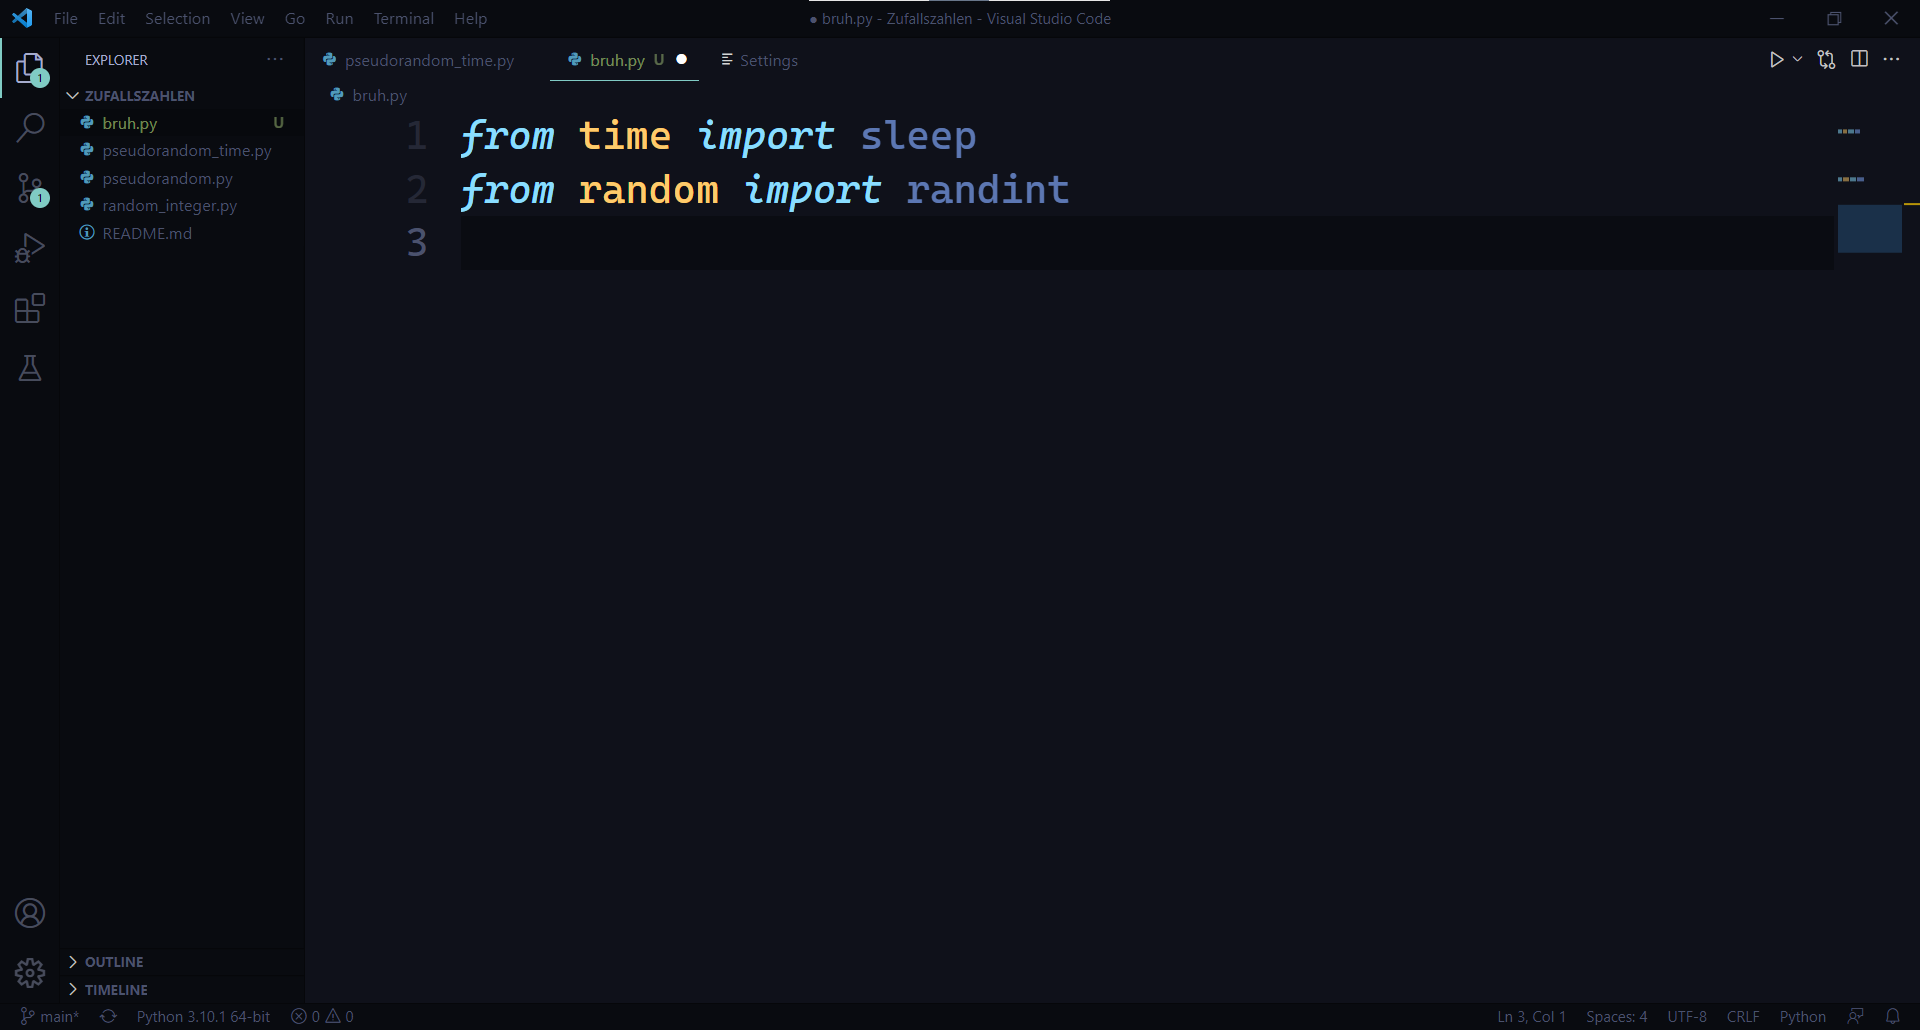 File Edit Selection View Go Run Terminal Help
● bruh.py - Zufallszahlen - Visual Studio Code
EXPLORER
ZUFALLSZAHLEN
bruh.py U
pseudorandom_time.py
pseudorandom.py
random_integer.py
README.md
1
1
OUTLINE
TIMELINE
pseudorandom_time.py bruh.py U Settings
bruh.py
1 from time import sleep
2 from random import randint
3
main* Python 3.10.1 64-bit 0 0 Ln 3, Col 1 Spaces: 4 UTF-8 CRLF Python